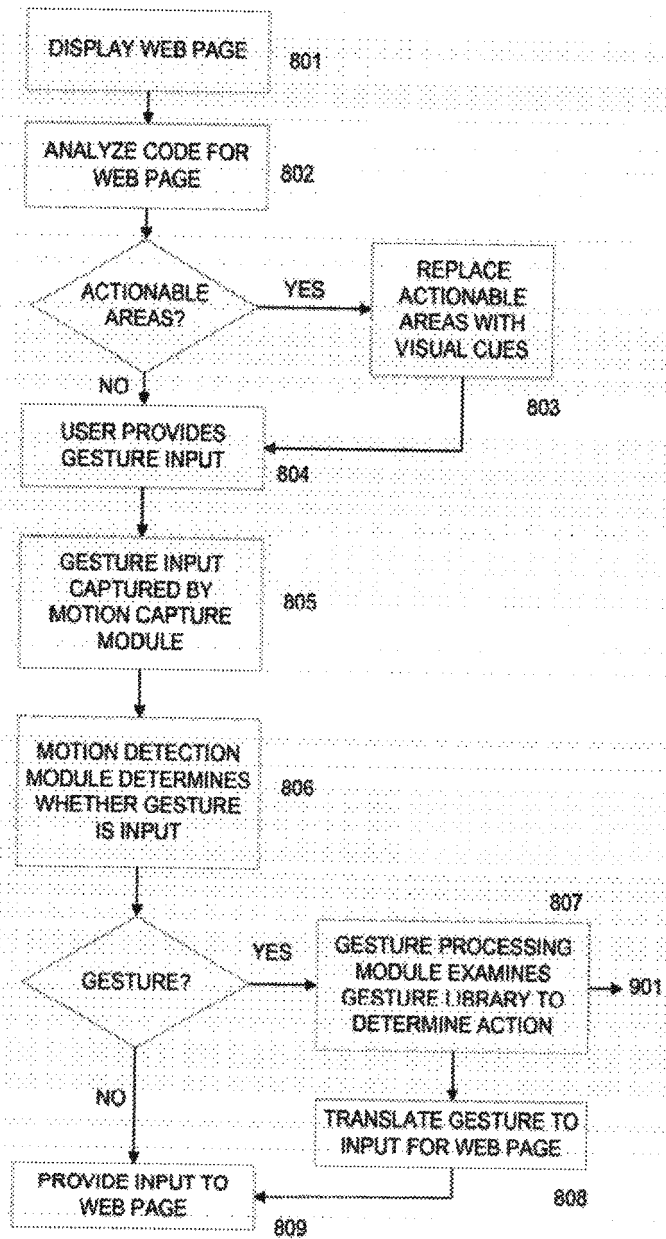 DISPLAY WEB PAGE
801
ANALYZE CODE FOR
WEB PAGE
802
ACTIONABLE
AREAS?
YES
REPLACE
ACTIONABLE
AREAS WITH
VISUAL CUES
803
NO
USER PROVIDES
GESTURE INPUT
804
GESTURE INPUT
CAPTURED BY
MOTION CAPTURE
MODULE
805
MOTION DETECTION
MODULE DETERMINES
WHETHER GESTURE
IS INPUT
806
GESTURE?
YES
807
GESTURE PROCESSING
MODULE EXAMINES
GESTURE LIBRARY TO
DETERMINE ACTION
901
NO
TRANSLATE GESTURE TO
INPUT FOR WEB PAGE
808
PROVIDE INPUT TO
WEB PAGE
809